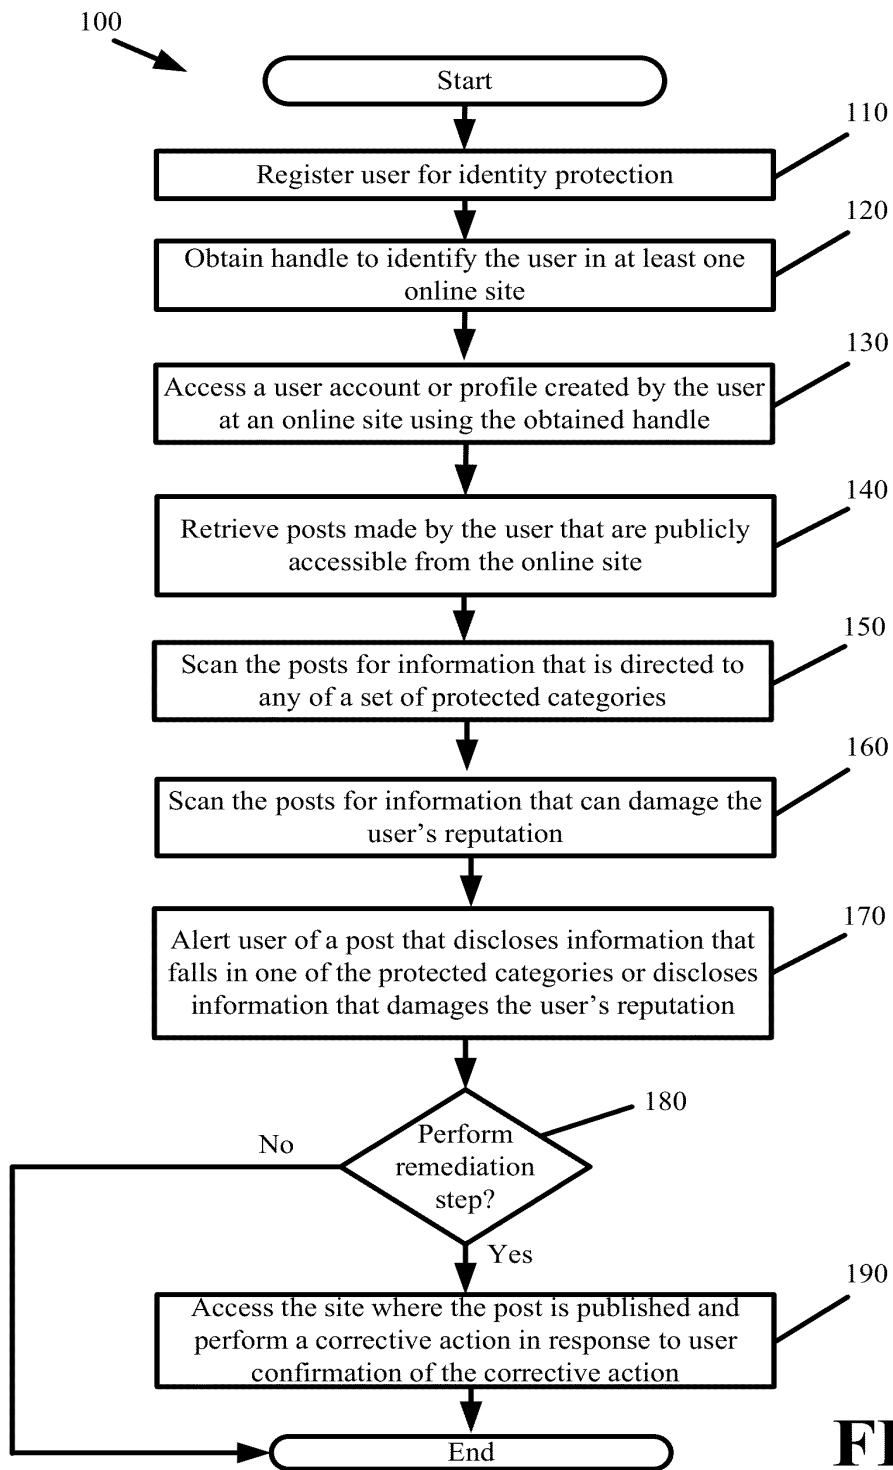 100
Start
110
Register user for identity protection
120
Obtain handle to identify the user in at least one
online site
130
Access a user account or profile created by the user
at an online site using the obtained handle
140
Retrieve posts made by the user that are publicly
accessible from the online site
150
Scan the posts for information that is directed to
any of a set of protected categories
160
Scan the posts for information that can damage the
user’s reputation
170
Alert user of a post that discloses information that
falls in one of the protected categories or discloses
information that damages the user’s reputation
180
Perform
remediation
step?
No
Yes
190
Access the site where the post is published and
perform a corrective action in response to user
confirmation of the corrective action
End